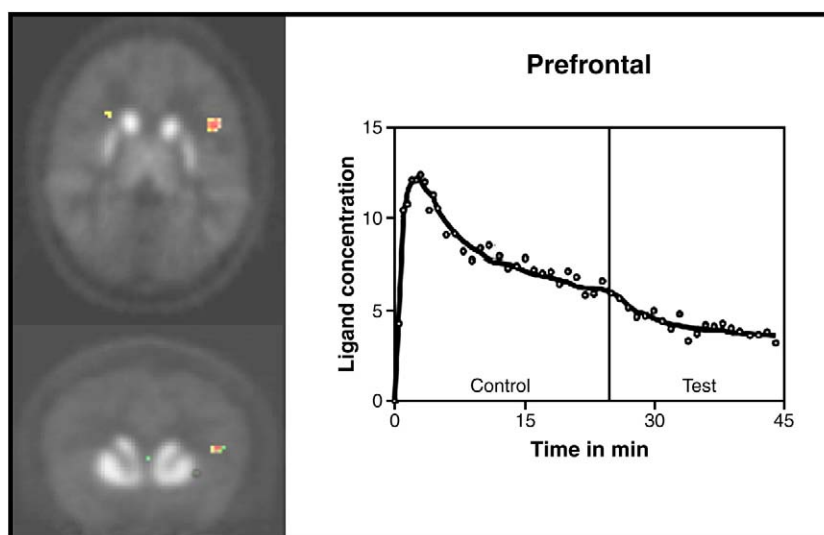 Prefrontal
15
10
5
0
Ligand concentration
Control
Test
0
15
30
45
Time in min